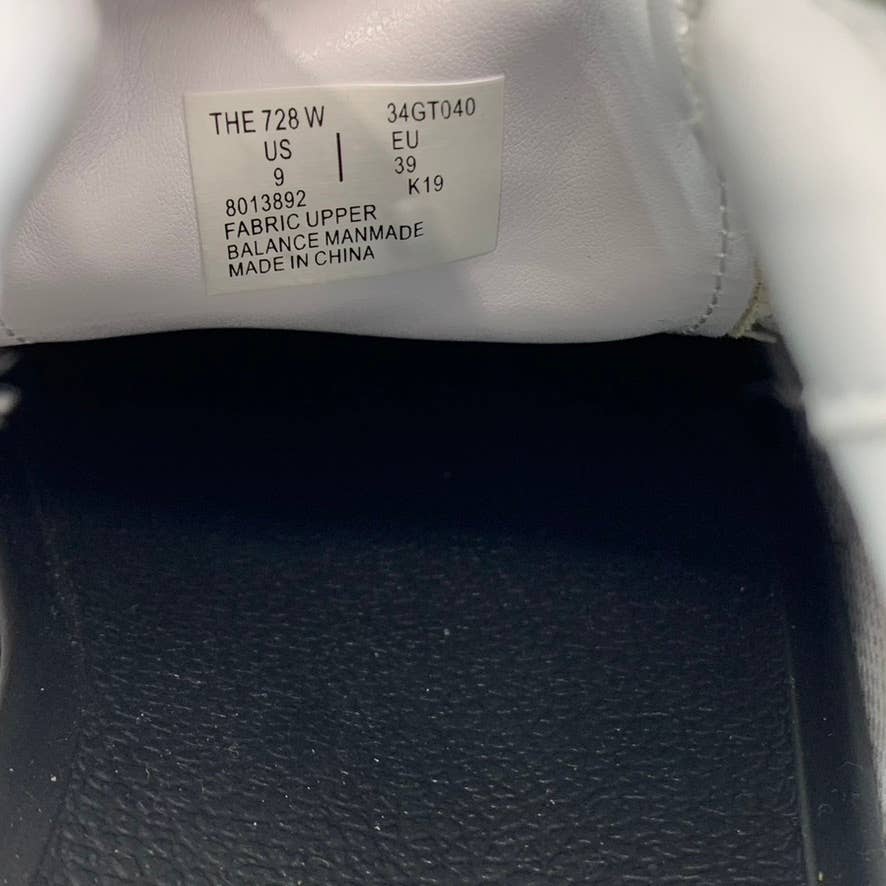 THE 728 W 34GT040
US | EU
9 39
8013892 K19
FABRIC UPPER
BALANCE MANMADE
MADE IN CHINA